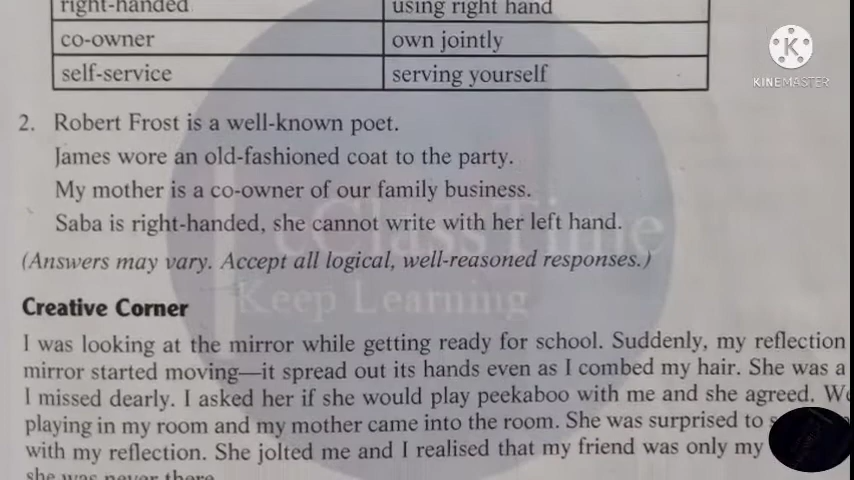 right-handed using right hand
co-owner own jointly
self-service serving yourself
KINEMASTER
2. Robert Frost is a well-known poet.
James wore an old-fashioned coat to the party.
My mother is a co-owner of our family business.
Saba is right-handed, she cannot write with her left hand.
(Answers may vary. Accept all logical, well-reasoned responses.)
cClassTime
Keep Learning
Creative Corner
I was looking at the mirror while getting ready for school. Suddenly, my reflection
mirror started moving—it spread out its hands even as I combed my hair. She was a
I missed dearly. I asked her if she would play peekaboo with me and she agreed.
playing in my room and my mother came into the room. She was surprised to
with my reflection. She jolted me and I realised that my friend was only my
she was never there.